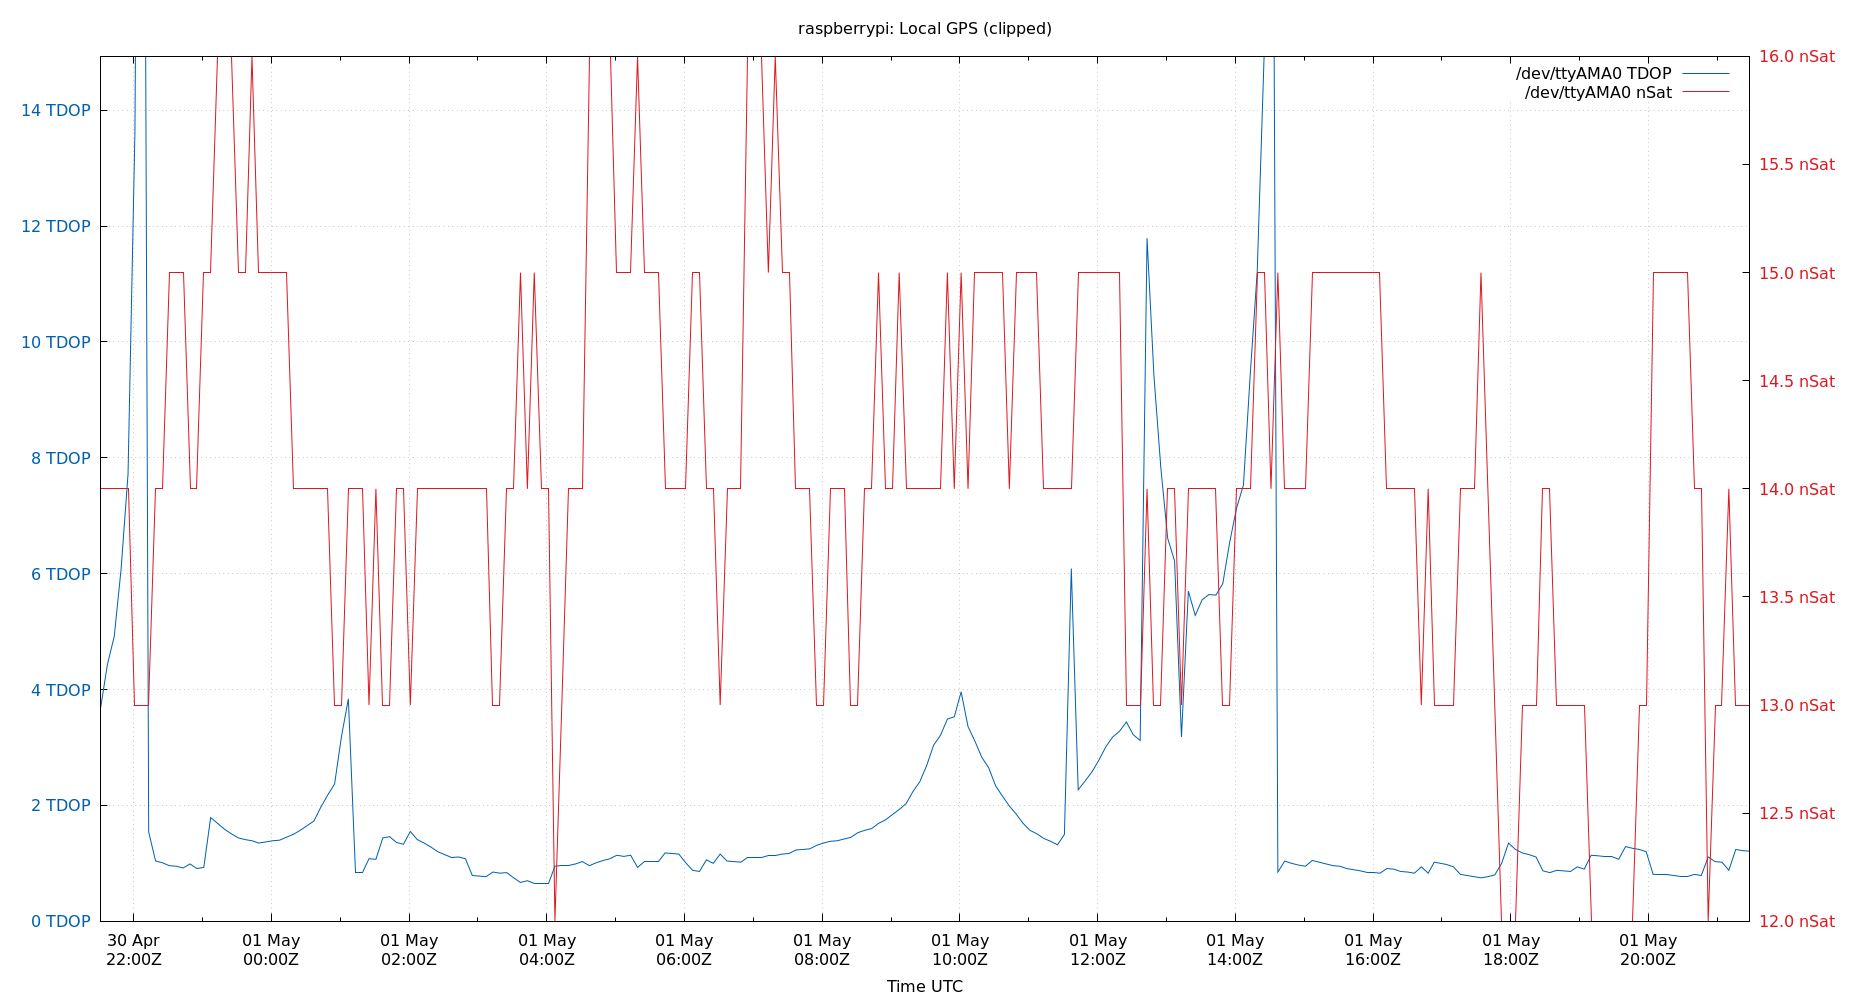 raspberrypi: Local GPS (clipped)
/dev/ttyAMA0 TDOP
/dev/ttyAMA0 nSat
14 TDOP
12 TDOP
10 TDOP
8 TDOP
6 TDOP
4 TDOP
2 TDOP
0 TDOP
16.0 nSat
15.5 nSat
15.0 nSat
14.5 nSat
14.0 nSat
13.5 nSat
13.0 nSat
12.5 nSat
12.0 nSat
30 Apr
22:00Z
01 May
00:00Z
01 May
02:00Z
01 May
04:00Z
01 May
06:00Z
01 May
08:00Z
01 May
10:00Z
01 May
12:00Z
01 May
14:00Z
01 May
16:00Z
01 May
18:00Z
01 May
20:00Z
Time UTC